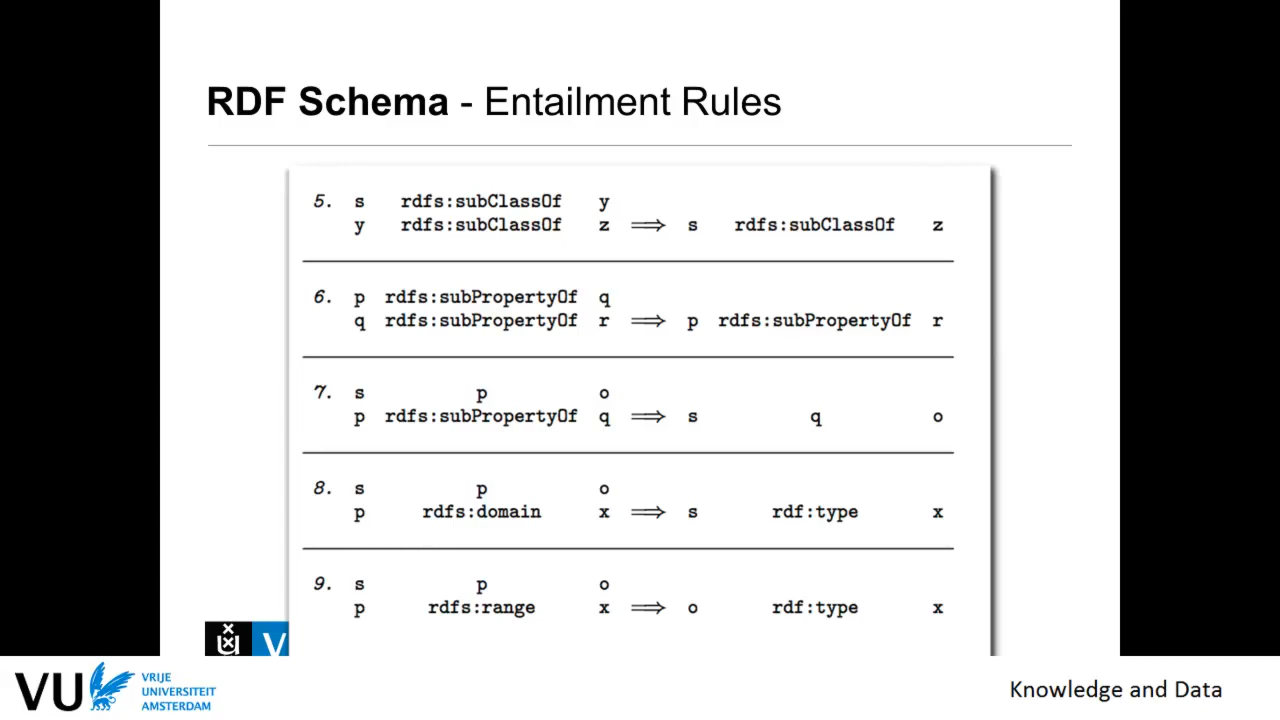 RDF Schema - Entailment Rules
5. s rdfs:subClassOf y
y rdfs:subClassOf z ⟹ s rdfs:subClassOf z
6. p rdfs:subPropertyOf q
q rdfs:subPropertyOf r ⟹ p rdfs:subPropertyOf r
7. s p o
p rdfs:subPropertyOf q ⟹ s q o
8. s p o
p rdfs:domain x ⟹ s rdf:type x
9. s p o
p rdfs:range x ⟹ o rdf:type x
V
VU VRIJE
UNIVERSITEIT
AMSTERDAM
Knowledge and Data